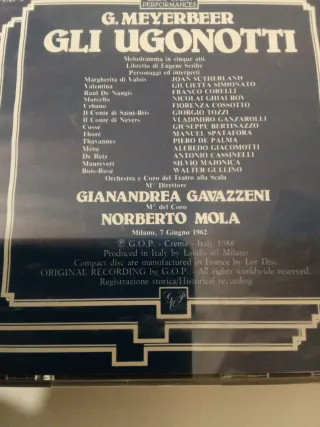 PERFORMANCES
G. MEYERBEER
GLI UGONOTTI
Melodramma in cinque atti.
Libretto di Eugeny Scribe
Personaggi ed interpreti
Margherita di Valois JOAN SUTHERLAND
Valentina GIULIETTA SIMIONATO
Raul De Nangis FRANCO CORELLI
Marcello NICOLAI GHIAUROV
Urbano FIORENZA COSSOTTO
Il Conte di Saint-Bris GIORGIO TOZZI
Il Conte di Nevers VLADIMIRO GANZAROLLI
Cossé GIUSEPPE BERTINAZZO
Thore MANUEL SPATAFORA
Thavannes PIERO DE PALMA
Méru ALFREDO GIACOMOTTI
De Retz ANTONIO CASSINELLI
Maurevert SILVIO MAJONICA
Bois-Rosé WALTER GULLINO
Orchestra e Coro del Teatro alla Scala
M° Direttore
GIANANDREA GAVAZZENI
M° del Coro
NORBERTO MOLA
Milano, 7 Giugno 1962
℗ G.O.P. - Crema - Italy 1988
Produced in Italy by Landis srl Milano
Compact disc are manufactured in France by Lor Disc
ORIGINAL RECORDING by G.O.P. - All rights worldwide reserved.
Registrazione storica/Historical recording